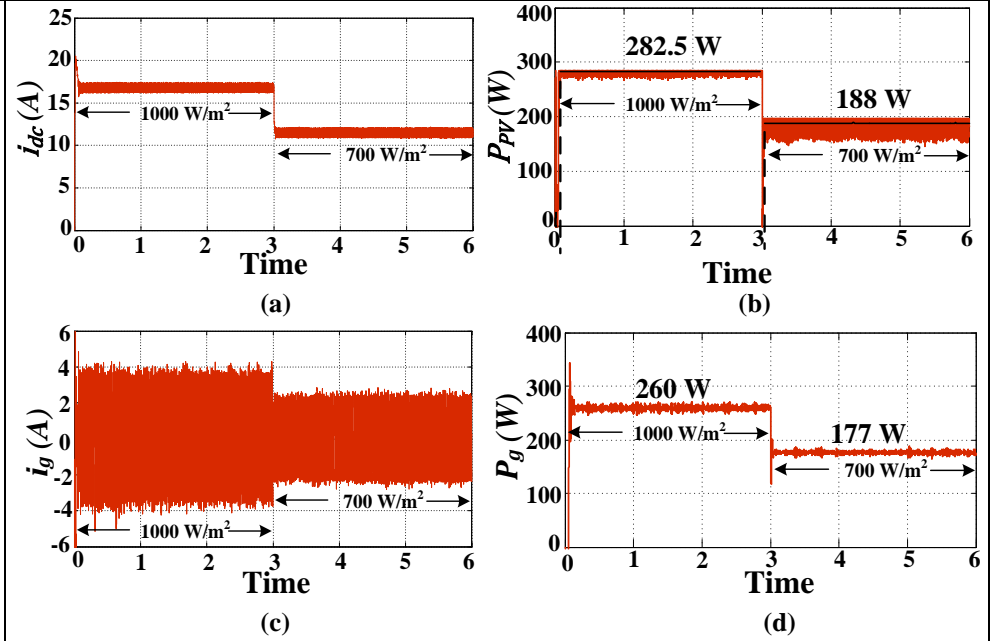 25
20
15
10
5
0
i_dc (A)
1000 W/m²
700 W/m²
0 1 2 3 4 5 6
Time
(a)
400
300
200
100
0
P_PV (W)
282.5 W
1000 W/m²
188 W
700 W/m²
0 1 2 3 4 5 6
Time
(b)
6
4
2
0
-2
-4
-6
i_g (A)
1000 W/m²
700 W/m²
0 1 2 3 4 5 6
Time
(c)
400
300
200
100
0
P_g (W)
260 W
1000 W/m²
177 W
700 W/m²
0 1 2 3 4 5 6
Time
(d)